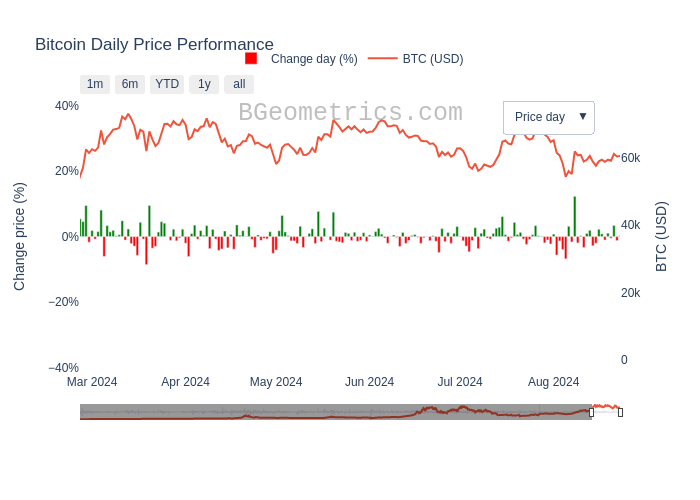 Bitcoin Daily Price Performance
Change day (%)
BTC (USD)
1m
6m
YTD
1y
all
BGeometrics.com
Price day ▼
40%
20%
0%
−20%
−40%
Change price (%)
60k
40k
20k
0
BTC (USD)
Mar 2024
Apr 2024
May 2024
Jun 2024
Jul 2024
Aug 2024